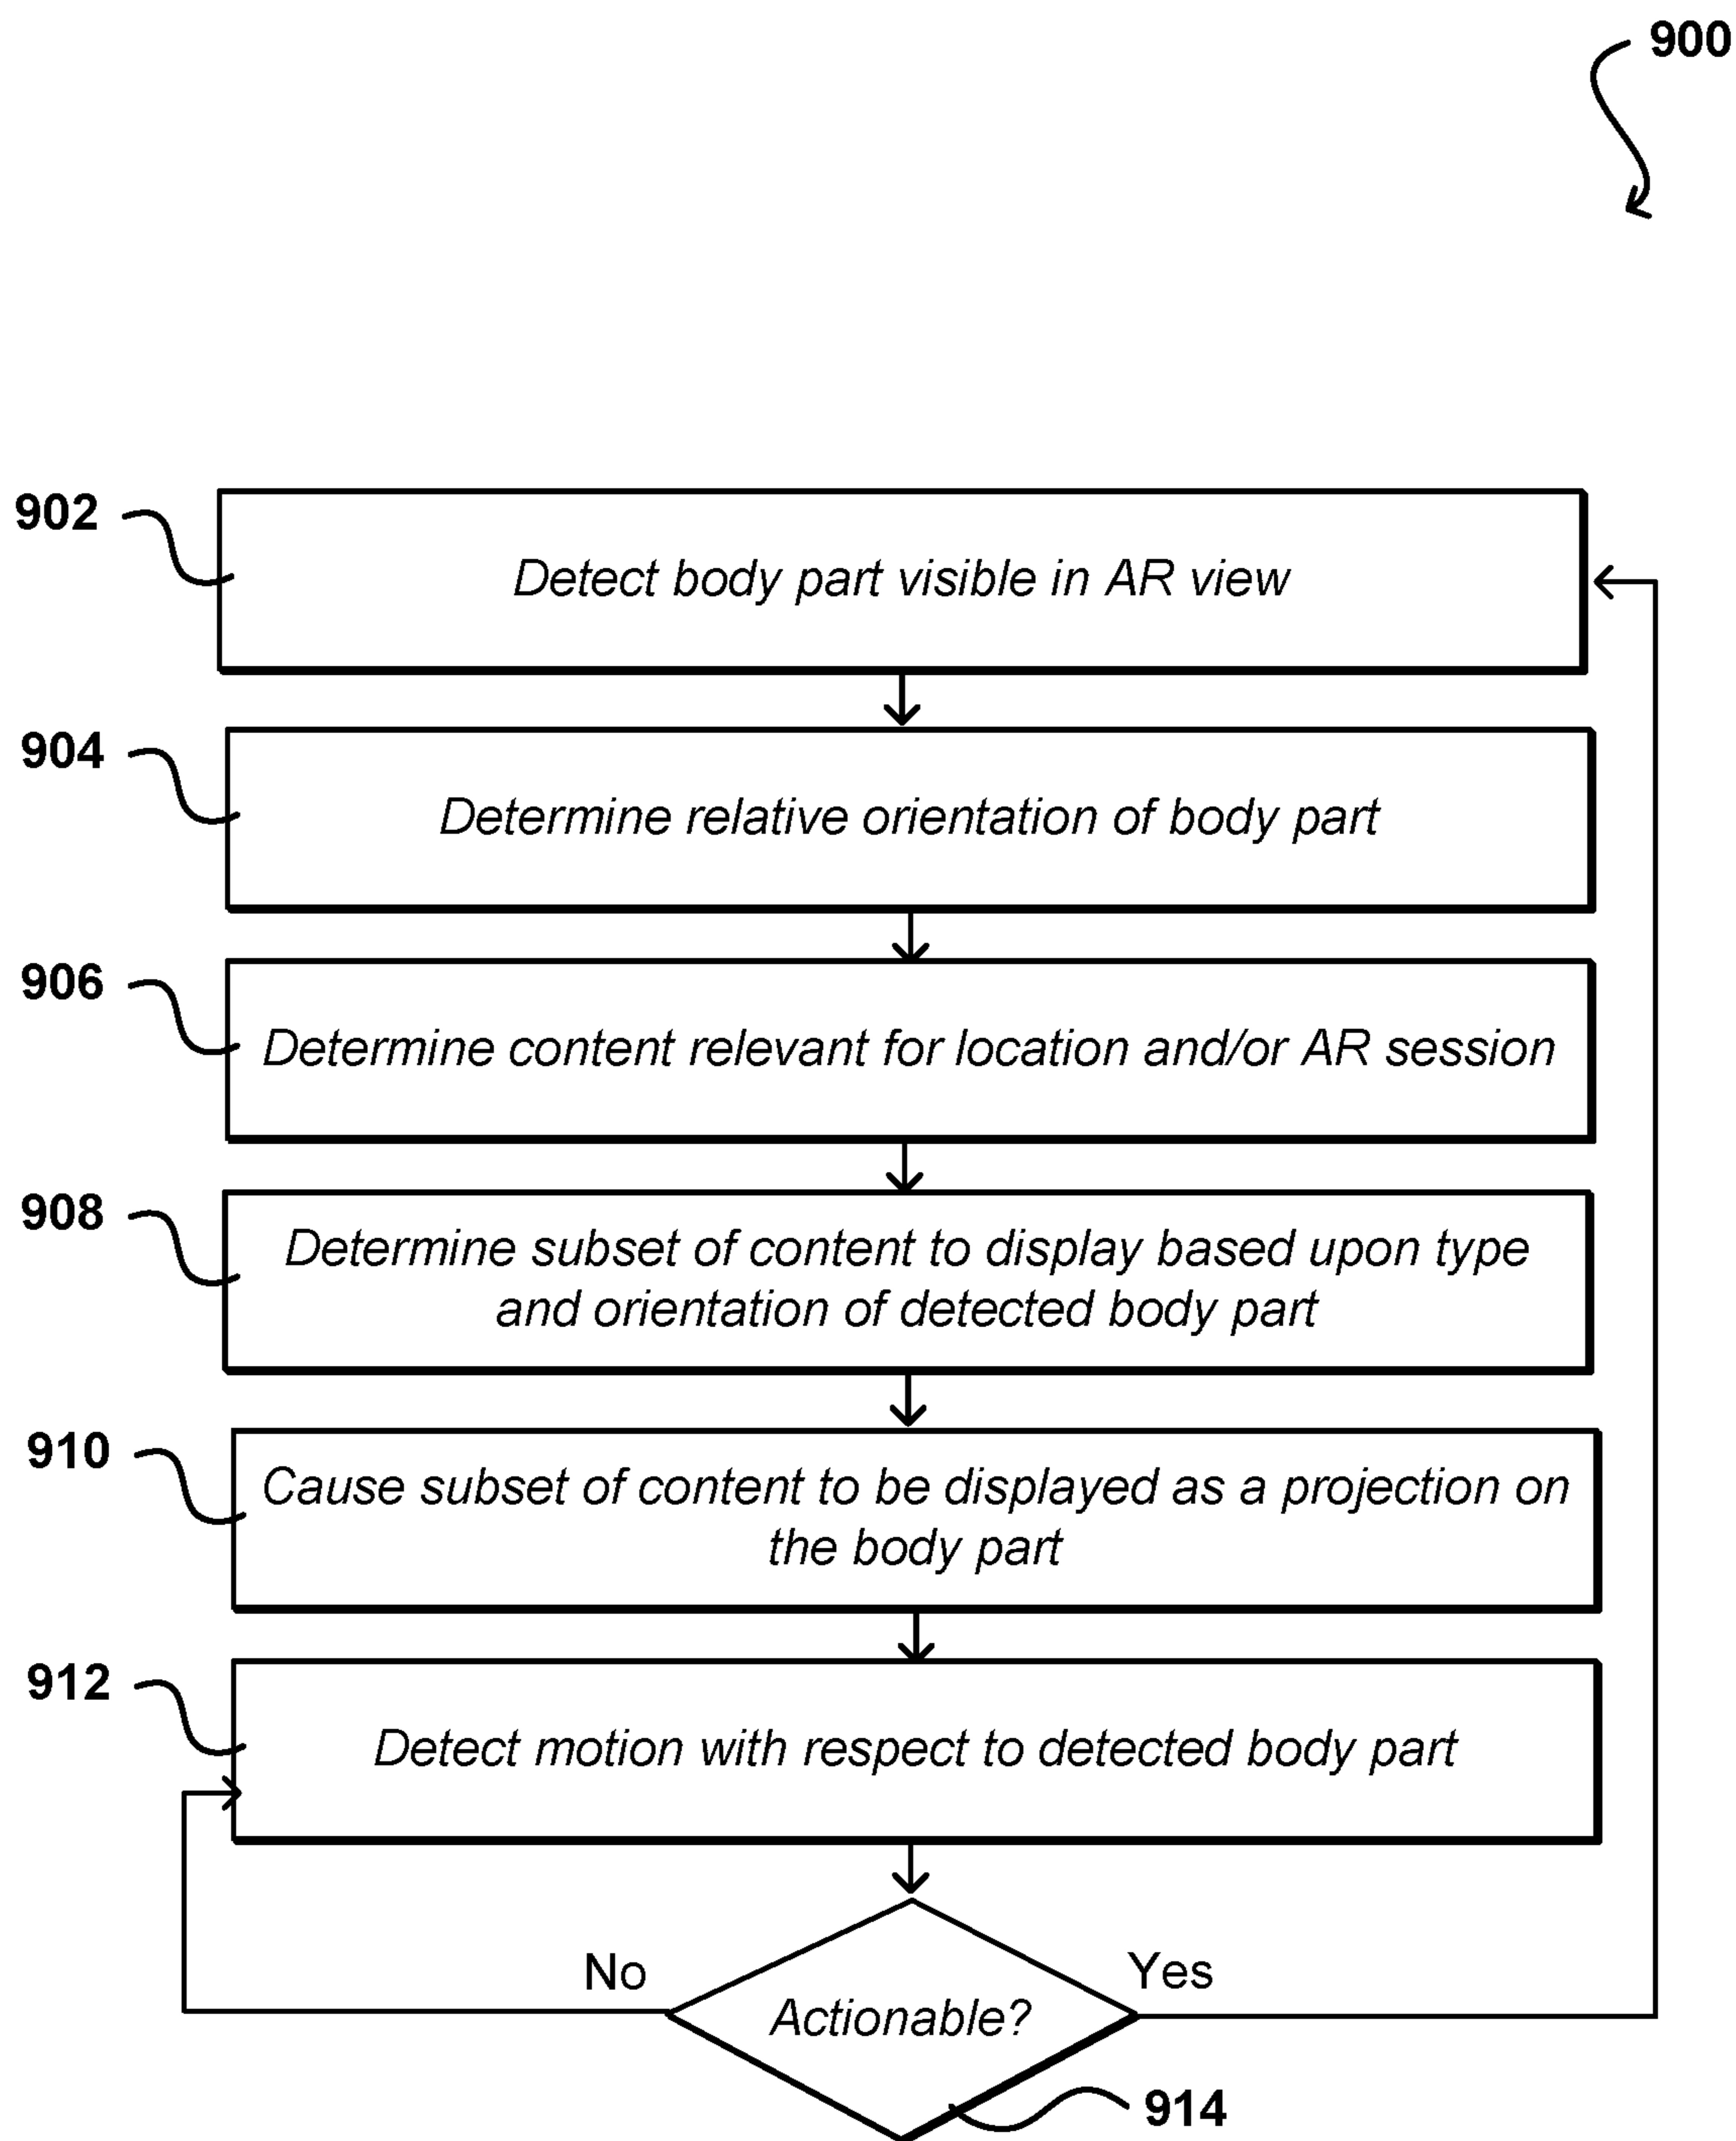 900
902
Detect body part visible in AR view
904
Determine relative orientation of body part
906
Determine content relevant for location and/or AR session
908
Determine subset of content to display based upon type
and orientation of detected body part
910
Cause subset of content to be displayed as a projection on
the body part
912
Detect motion with respect to detected body part
No
Yes
Actionable?
914